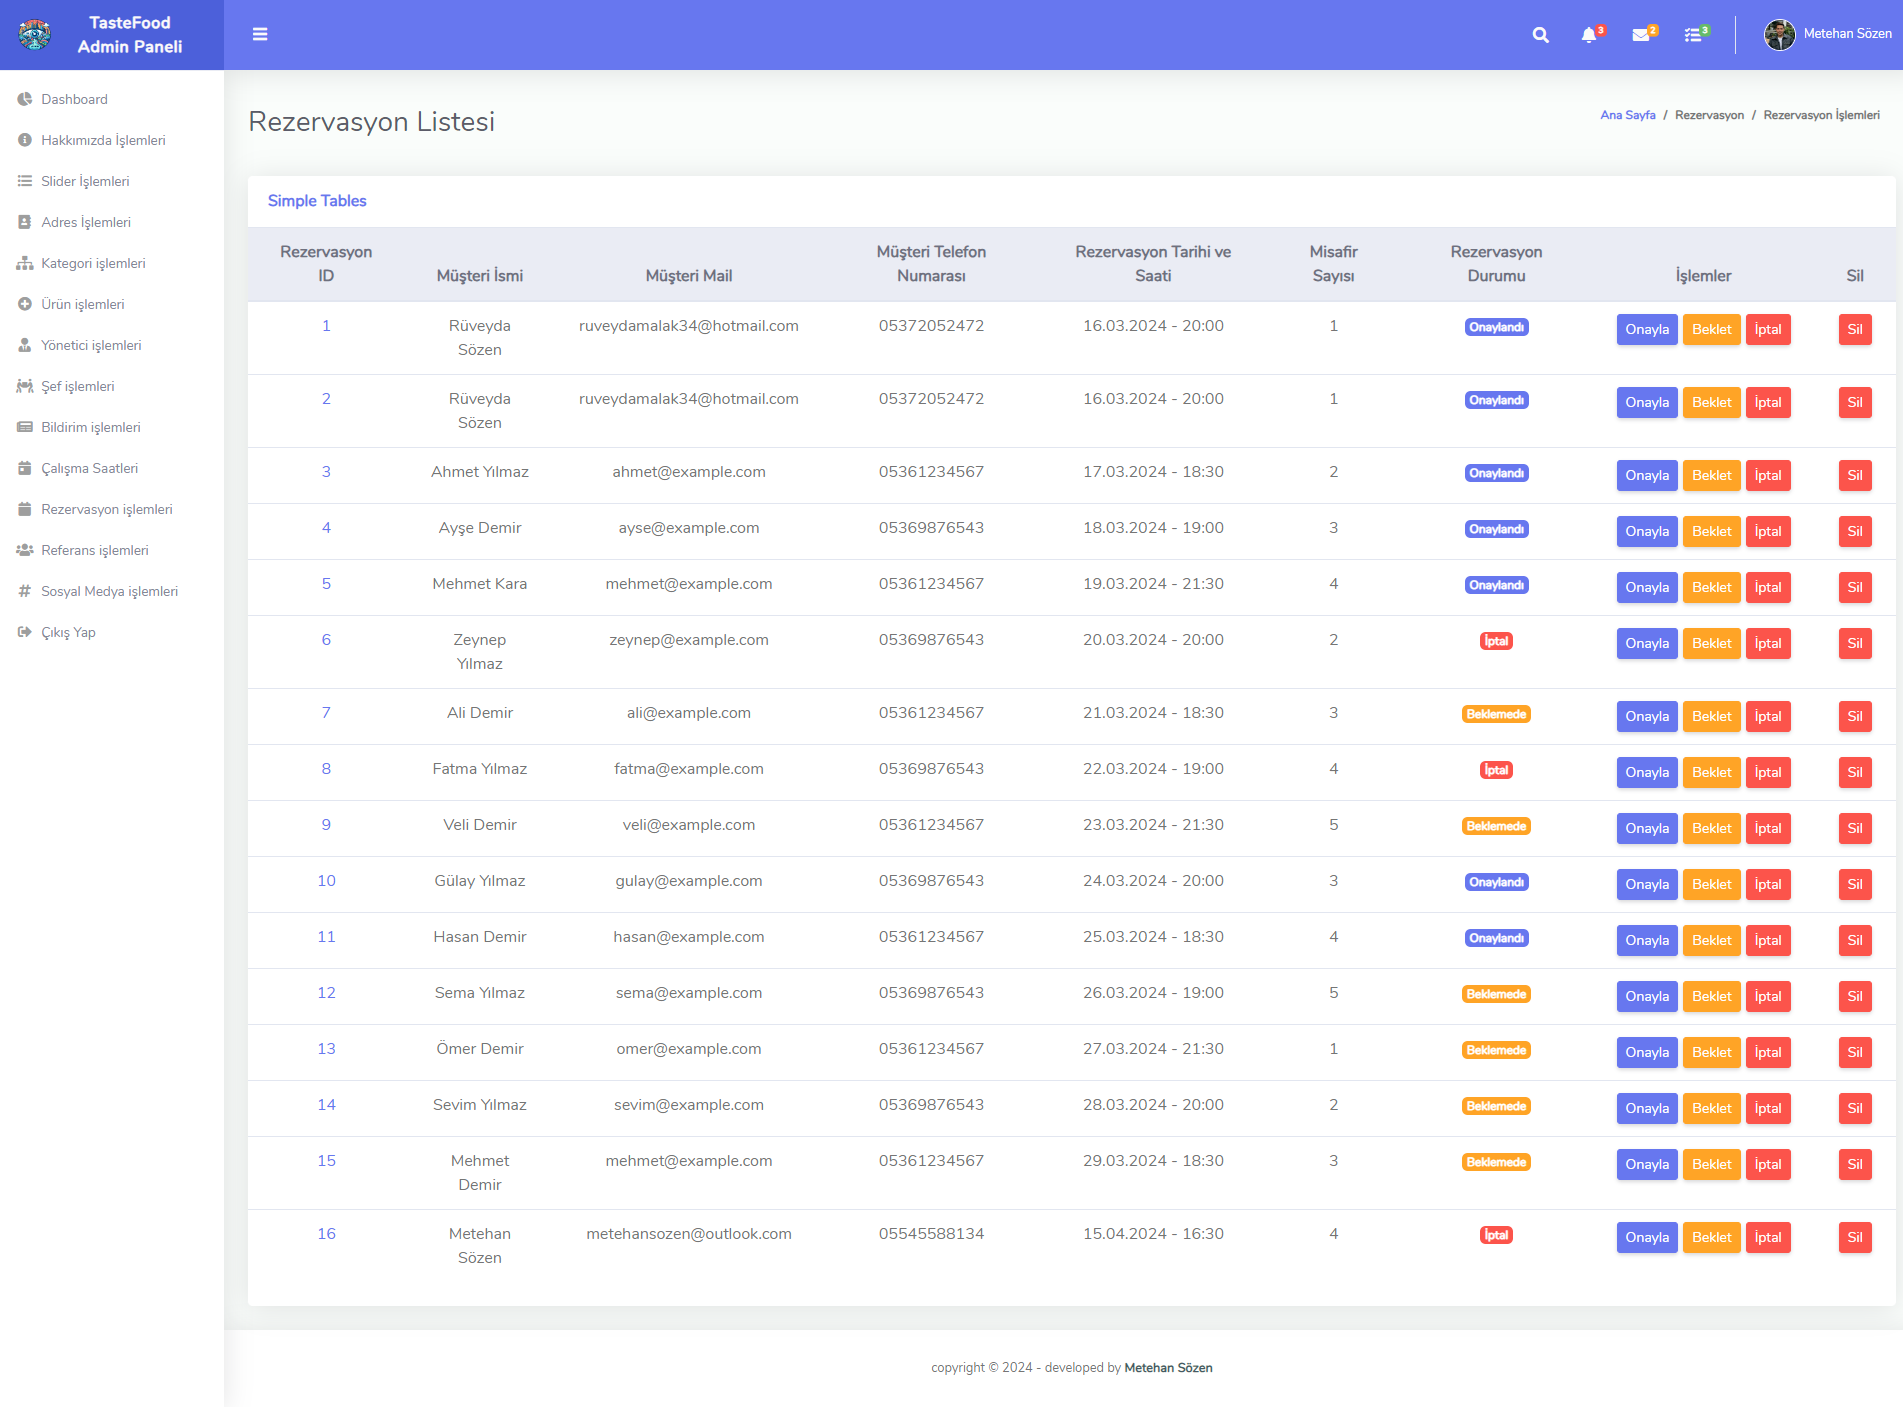 TasteFood
Admin Paneli
3
2
3
Metehan Sözen
Dashboard
Hakkımızda İşlemleri
Slider İşlemleri
Adres İşlemleri
Kategori işlemleri
Ürün işlemleri
Yönetici işlemleri
Şef işlemleri
Bildirim işlemleri
Çalışma Saatleri
Rezervasyon işlemleri
Referans işlemleri
Sosyal Medya işlemleri
Çıkış Yap
Rezervasyon Listesi
Ana Sayfa / Rezervasyon / Rezervasyon İşlemleri
Simple Tables
Rezervasyon ID Müşteri İsmi Müşteri Mail Müşteri Telefon Numarası Rezervasyon Tarihi ve Saati Misafir Sayısı Rezervasyon Durumu İşlemler Sil
1 Rüveyda Sözen ruveydamalak34@hotmail.com 05372052472 16.03.2024 - 20:00 1 Onaylandı Onayla Beklet İptal Sil
2 Rüveyda Sözen ruveydamalak34@hotmail.com 05372052472 16.03.2024 - 20:00 1 Onaylandı Onayla Beklet İptal Sil
3 Ahmet Yılmaz ahmet@example.com 05361234567 17.03.2024 - 18:30 2 Onaylandı Onayla Beklet İptal Sil
4 Ayşe Demir ayse@example.com 05369876543 18.03.2024 - 19:00 3 Onaylandı Onayla Beklet İptal Sil
5 Mehmet Kara mehmet@example.com 05361234567 19.03.2024 - 21:30 4 Onaylandı Onayla Beklet İptal Sil
6 Zeynep Yılmaz zeynep@example.com 05369876543 20.03.2024 - 20:00 2 İptal Onayla Beklet İptal Sil
7 Ali Demir ali@example.com 05361234567 21.03.2024 - 18:30 3 Beklemede Onayla Beklet İptal Sil
8 Fatma Yılmaz fatma@example.com 05369876543 22.03.2024 - 19:00 4 İptal Onayla Beklet İptal Sil
9 Veli Demir veli@example.com 05361234567 23.03.2024 - 21:30 5 Beklemede Onayla Beklet İptal Sil
10 Gülay Yılmaz gulay@example.com 05369876543 24.03.2024 - 20:00 3 Onaylandı Onayla Beklet İptal Sil
11 Hasan Demir hasan@example.com 05361234567 25.03.2024 - 18:30 4 Onaylandı Onayla Beklet İptal Sil
12 Sema Yılmaz sema@example.com 05369876543 26.03.2024 - 19:00 5 Beklemede Onayla Beklet İptal Sil
13 Ömer Demir omer@example.com 05361234567 27.03.2024 - 21:30 1 Beklemede Onayla Beklet İptal Sil
14 Sevim Yılmaz sevim@example.com 05369876543 28.03.2024 - 20:00 2 Beklemede Onayla Beklet İptal Sil
15 Mehmet Demir mehmet@example.com 05361234567 29.03.2024 - 18:30 3 Beklemede Onayla Beklet İptal Sil
16 Metehan Sözen metehansozen@outlook.com 05545588134 15.04.2024 - 16:30 4 İptal Onayla Beklet İptal Sil
copyright © 2024 - developed by Metehan Sözen